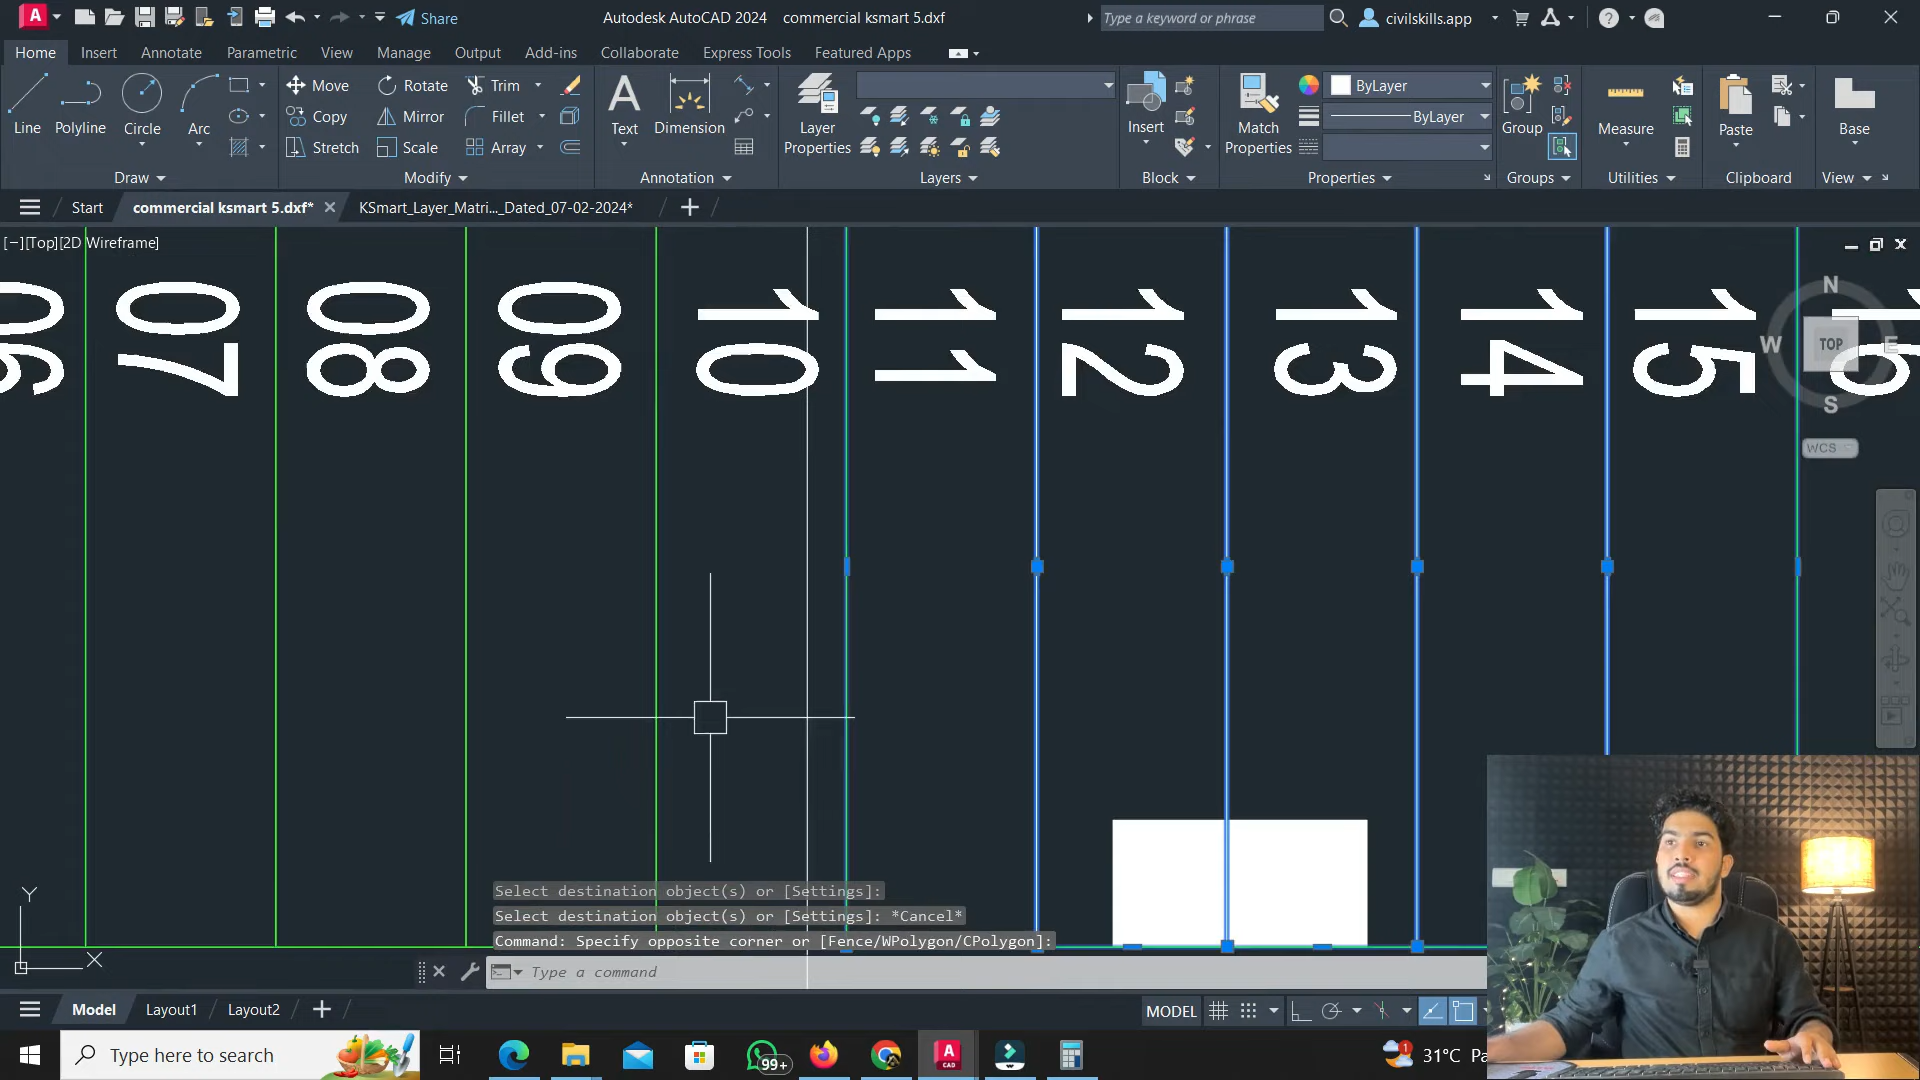 Share
Autodesk AutoCAD 2024 commercial ksmart 5.dxf
Type a keyword or phrase
civilskills.app
Home Insert Annotate Parametric View Manage Output Add-ins Collaborate Express Tools Featured Apps
Line Polyline Circle Arc
Move Rotate Trim
Copy Mirror Fillet
Stretch Scale Array
Text Dimension
Layer Properties
Insert
Match Properties
ByLayer
ByLayer
Group
Measure
Paste
Base
Draw Modify Annotation Layers Block Properties Groups Utilities Clipboard View
Start commercial ksmart 5.dxf* KSmart_Layer_Matri..._Dated_07-02-2024*
[−][Top][2D Wireframe]
07 08 09 10 11 12 13 14 15
N
W TOP E
S
WCS
Select destination object(s) or [Settings]:
Select destination object(s) or [Settings]: *Cancel*
Command: Specify opposite corner or [Fence/WPolygon/CPolygon]:
Y
X
Type a command
Model Layout1 Layout2
MODEL
Type here to search
99+
A
CAD
1
31°C